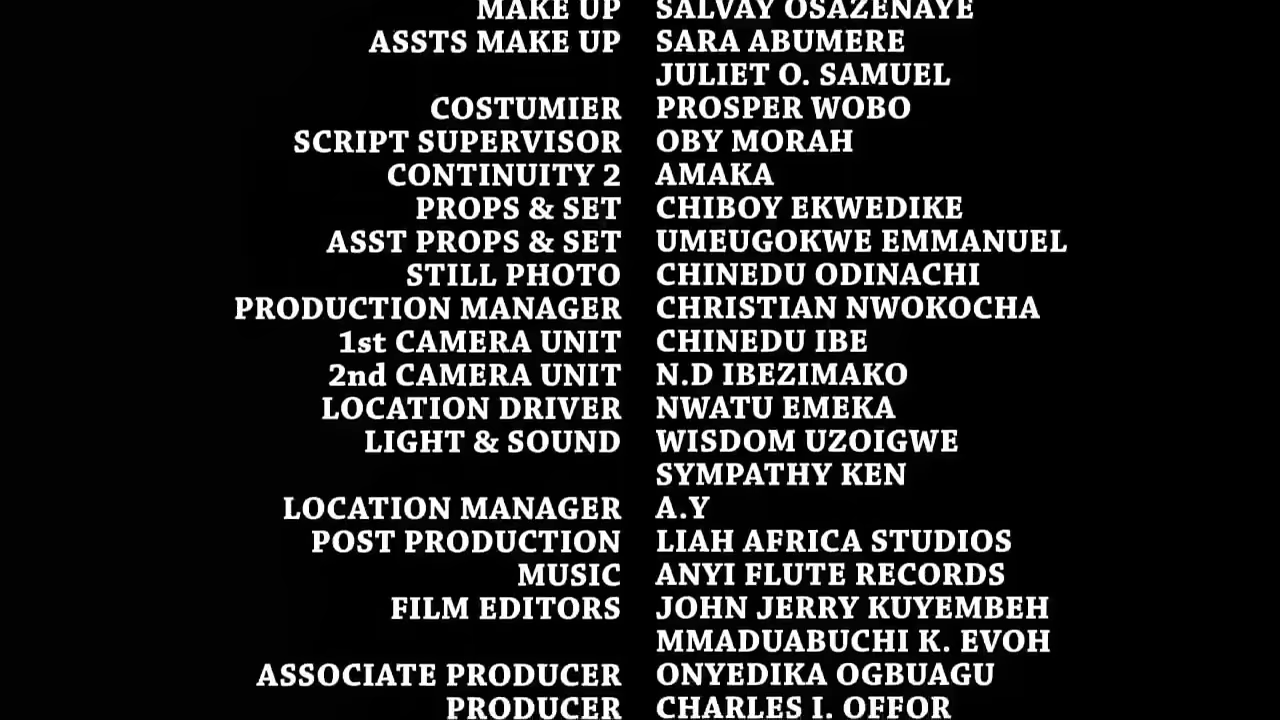 MAKE UP SALVAY OSAZENAYE
ASSTS MAKE UP SARA ABUMERE
JULIET O. SAMUEL
COSTUMIER PROSPER WOBO
SCRIPT SUPERVISOR OBY MORAH
CONTINUITY 2 AMAKA
PROPS & SET CHIBOY EKWEDIKE
ASST PROPS & SET UMEUGOKWE EMMANUEL
STILL PHOTO CHINEDU ODINACHI
PRODUCTION MANAGER CHRISTIAN NWOKOCHA
1st CAMERA UNIT CHINEDU IBE
2nd CAMERA UNIT N.D IBEZIMAKO
LOCATION DRIVER NWATU EMEKA
LIGHT & SOUND WISDOM UZOIGWE
SYMPATHY KEN
LOCATION MANAGER A.Y
POST PRODUCTION LIAH AFRICA STUDIOS
MUSIC ANYI FLUTE RECORDS
FILM EDITORS JOHN JERRY KUYEMBEH
MMADUABUCHI K. EVOH
ASSOCIATE PRODUCER ONYEDIKA OGBUAGU
PRODUCER CHARLES I. OFFOR